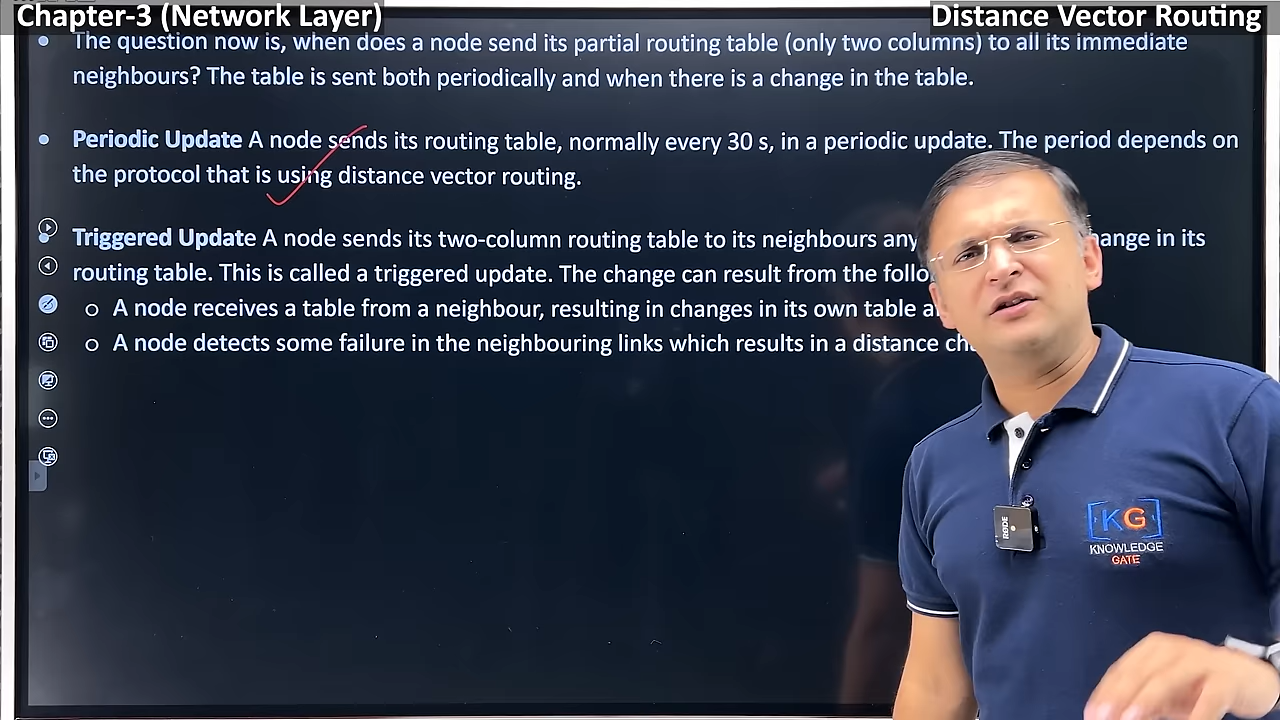 Chapter-3 (Network Layer)
Distance Vector Routing
• The question now is, when does a node send its partial routing table (only two columns) to all its immediate
neighbours? The table is sent both periodically and when there is a change in the table.
• Periodic Update A node sends its routing table, normally every 30 s, in a periodic update. The period depends on
the protocol that is using distance vector routing.
• Triggered Update A node sends its two-column routing table to its neighbours in its
routing table. This is called a triggered update. The change can result from the
o A node receives a table from a neighbour, resulting in changes in its own table
o A node detects some failure in the neighbouring links which results in a distance
RØDE
KG
KNOWLEDGE
GATE